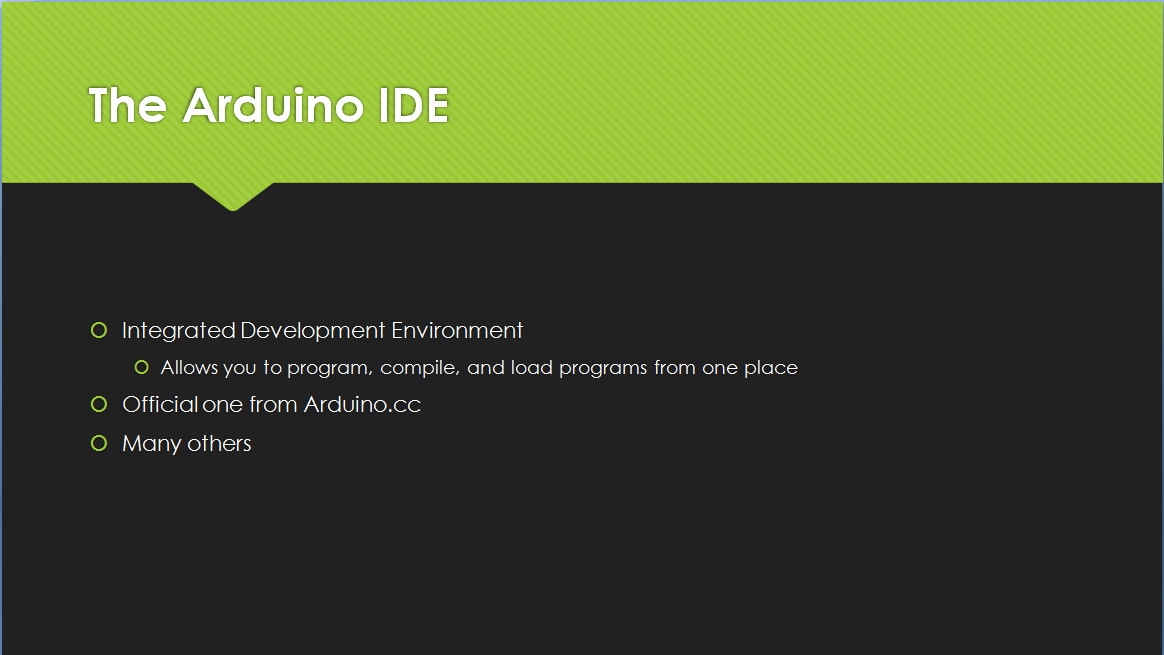 The Arduino IDE
Integrated Development Environment
Allows you to program, compile, and load programs from one place
Official one from Arduino.cc
Many others